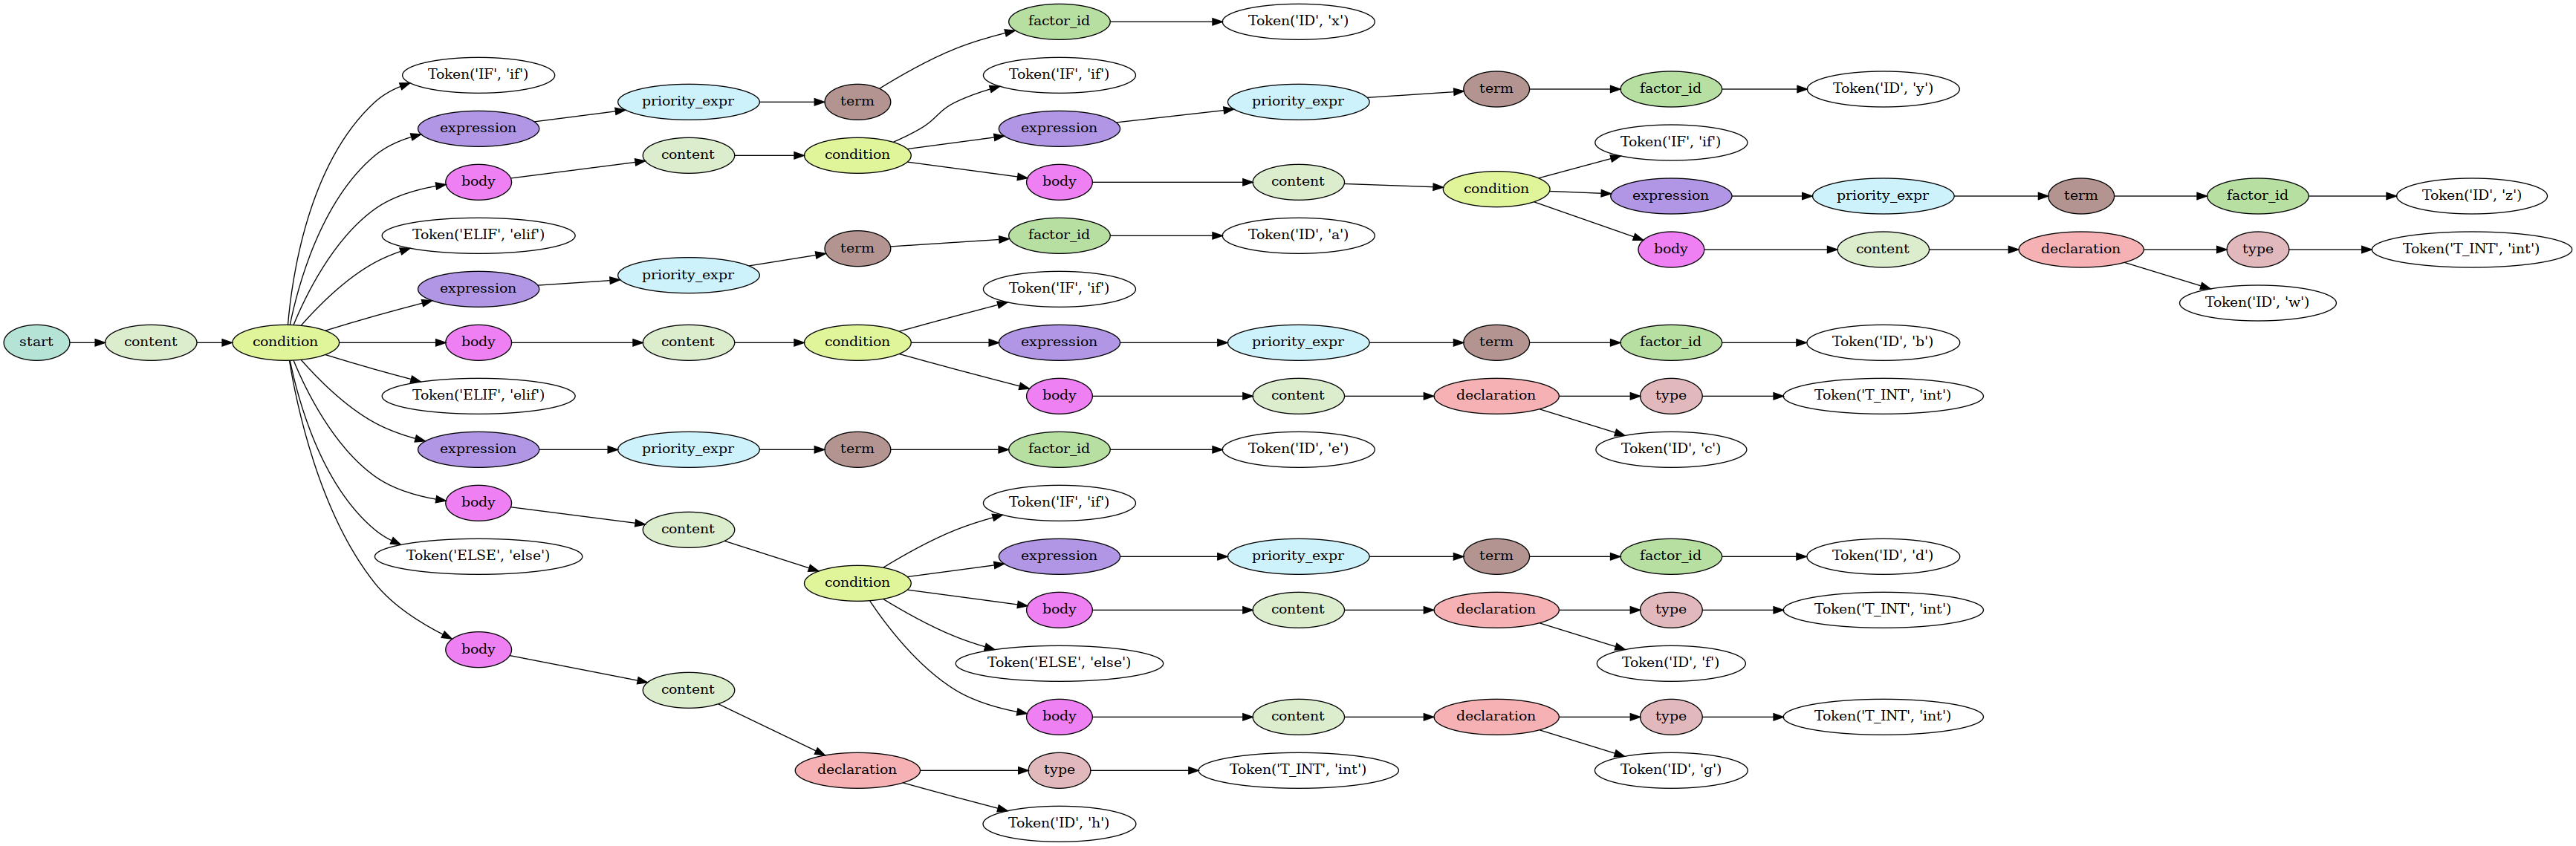 factor_id Token('ID', 'x')
Token('IF', 'if') Token('IF', 'if')
priority_expr term priority_expr term factor_id Token('ID', 'y')
expression expression Token('IF', 'if')
content condition
body body content condition expression priority_expr term factor_id Token('ID', 'z')
Token('ELIF', 'elif') term factor_id Token('ID', 'a') body content declaration type Token('T_INT', 'int')
priority_expr
expression Token('IF', 'if') Token('ID', 'w')
start content condition body content condition expression priority_expr term factor_id Token('ID', 'b')
Token('ELIF', 'elif') body content declaration type Token('T_INT', 'int')
expression priority_expr term factor_id Token('ID', 'e') Token('ID', 'c')
body Token('IF', 'if')
content
Token('ELSE', 'else') expression priority_expr term factor_id Token('ID', 'd')
condition
body content declaration type Token('T_INT', 'int')
body Token('ELSE', 'else') Token('ID', 'f')
content
body content declaration type Token('T_INT', 'int')
declaration type Token('T_INT', 'int') Token('ID', 'g')
Token('ID', 'h')